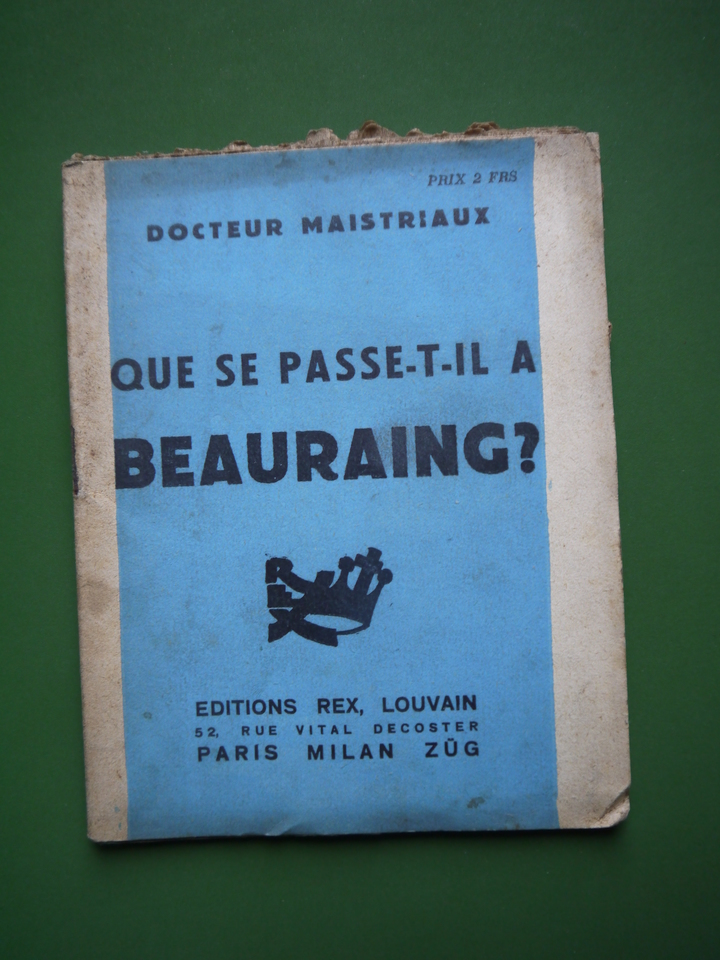 PRIX 2 FRS
DOCTEUR MAISTRIAUX
QUE SE PASSE-T-IL A
BEAURAING?
REX
EDITIONS REX, LOUVAIN
52, RUE VITAL DECOSTER
PARIS MILAN ZÜG